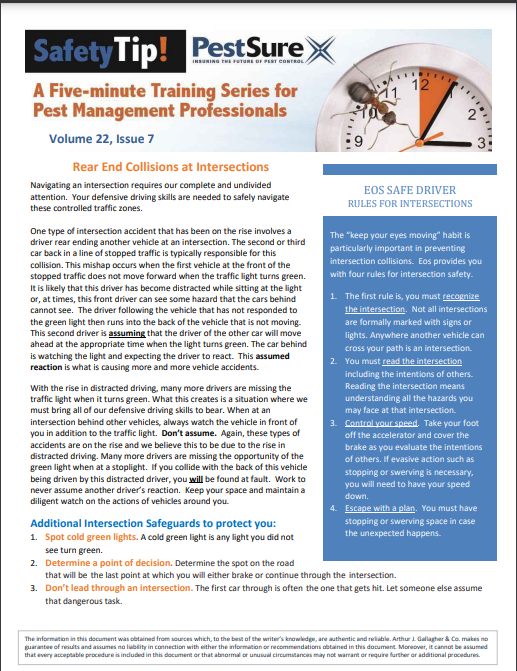 SafetyTip!
PestSure
INSURING THE FUTURE OF PEST CONTROL
A Five-minute Training Series for
Pest Management Professionals
Volume 22, Issue 7
11
12
1
10
2
9
3
Rear End Collisions at Intersections
Navigating an intersection requires our complete and undivided
attention. Your defensive driving skills are needed to safely navigate
these controlled traffic zones.
One type of intersection accident that has been on the rise involves a
driver rear ending another vehicle at an intersection. The second or third
car back in a line of stopped traffic is typically responsible for this
collision. This mishap occurs when the first vehicle at the front of the
stopped traffic does not move forward when the traffic light turns green.
It is likely that this driver has become distracted while sitting at the light
or, at times, this front driver can see some hazard that the cars behind
cannot see. The driver following the vehicle that has not responded to
the green light then runs into the back of the vehicle that is not moving.
This second driver is assuming that the driver of the other car will move
ahead at the appropriate time when the light turns green. The car behind
is watching the light and expecting the driver to react. This assumed
reaction is what is causing more and more vehicle accidents.
With the rise in distracted driving, many more drivers are missing the
traffic light when it turns green. What this creates is a situation where we
must bring all of our defensive driving skills to bear. When at an
intersection behind other vehicles, always watch the vehicle in front of
you in addition to the traffic light. Don't assume. Again, these types of
accidents are on the rise and we believe this to be due to the rise in
distracted driving. Many more drivers are missing the opportunity of the
green light when at a stoplight. If you collide with the back of this vehicle
being driven by this distracted driver, you will be found at fault. Work to
never assume another driver's reaction. Keep your space and maintain a
diligent watch on the actions of vehicles around you.
Additional Intersection Safeguards to protect you:
1. Spot cold green lights. A cold green light is any light you did not
see turn green.
2. Determine a point of decision. Determine the spot on the road
that will be the last point at which you will either brake or continue through the intersection.
3. Don't lead through an intersection. The first car through is often the one that gets hit. Let someone else assume
that dangerous task.
EOS SAFE DRIVER
RULES FOR INTERSECTIONS
The "keep your eyes moving" habit is
particularly important in preventing
intersection collisions. Eos provides you
with four rules for intersection safety.
1. The first rule is, you must recognize
the intersection. Not all intersections
are formally marked with signs or
lights. Anywhere another vehicle can
cross your path is an intersection.
2. You must read the intersection
including the intentions of others.
Reading the intersection means
understanding all the hazards you
may face at that intersection.
3. Control your speed. Take your foot
off the accelerator and cover the
brake as you evaluate the intentions
of others. If evasive action such as
stopping or swerving is necessary,
you will need to have your speed
down.
4. Escape with a plan. You must have
stopping or swerving space in case
the unexpected happens.
The information in this document was obtained from sources which, to the best of the writer's knowledge, are authentic and reliable. Arthur J. Gallagher & Co. makes no
guarantee of results and assumes no liability in connection with either the information or recommendations obtained in this document. Moreover, it cannot be assumed
that every acceptable procedure is included in this document or that abnormal or unusual circumstances may not warrant or require further or additional procedures.